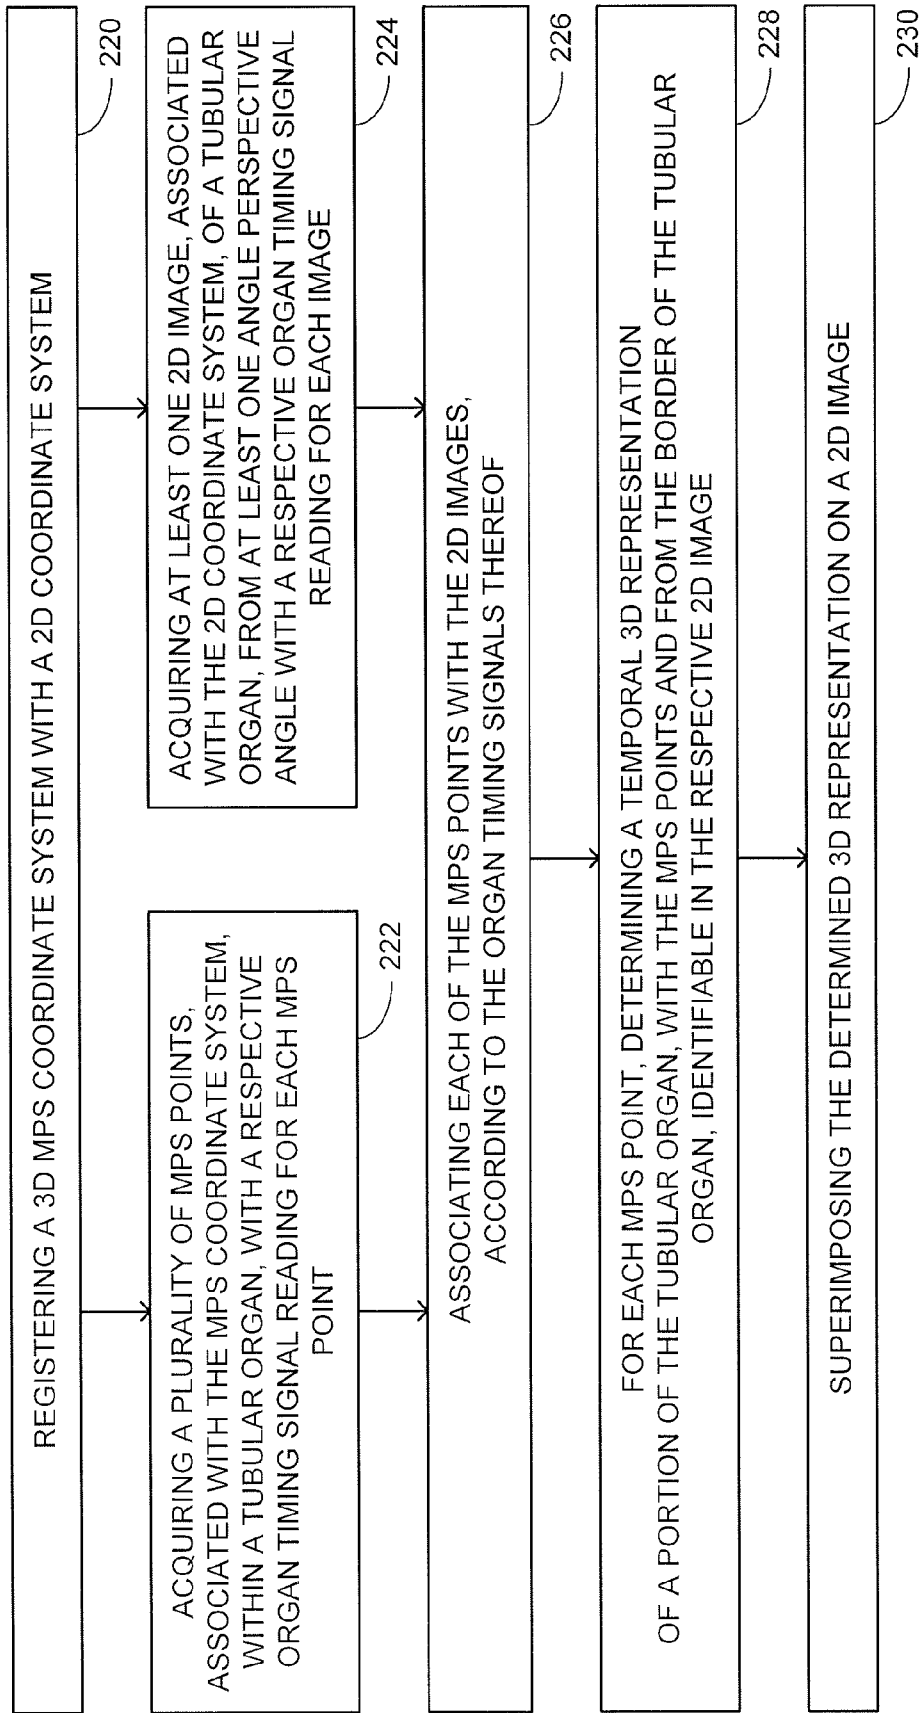 REGISTERING A 3D MPS COORDINATE SYSTEM WITH A 2D COORDINATE SYSTEM
220
ACQUIRING A PLURALITY OF MPS POINTS,
ASSOCIATED WITH THE MPS COORDINATE SYSTEM,
WITHIN A TUBULAR ORGAN, WITH A RESPECTIVE
ORGAN TIMING SIGNAL READING FOR EACH MPS
POINT
222
ACQUIRING AT LEAST ONE 2D IMAGE, ASSOCIATED
WITH THE 2D COORDINATE SYSTEM, OF A TUBULAR
ORGAN, FROM AT LEAST ONE ANGLE PERSPECTIVE
ANGLE WITH A RESPECTIVE ORGAN TIMING SIGNAL
READING FOR EACH IMAGE
224
ASSOCIATING EACH OF THE MPS POINTS WITH THE 2D IMAGES,
ACCORDING TO THE ORGAN TIMING SIGNALS THEREOF
226
FOR EACH MPS POINT, DETERMINING A TEMPORAL 3D REPRESENTATION
OF A PORTION OF THE TUBULAR ORGAN, WITH THE MPS POINTS AND FROM THE BORDER OF THE TUBULAR
ORGAN, IDENTIFIABLE IN THE RESPECTIVE 2D IMAGE
228
SUPERIMPOSING THE DETERMINED 3D REPRESENTATION ON A 2D IMAGE
230